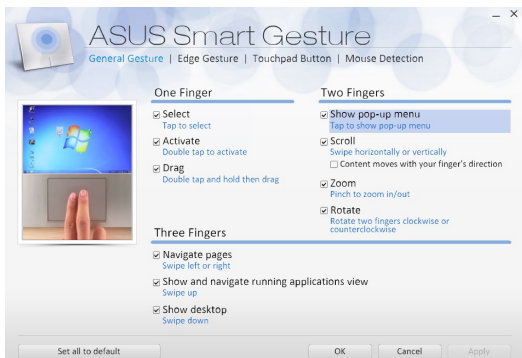 ASUS Smart Gesture
General Gesture | Edge Gesture | Touchpad Button | Mouse Detection
One Finger
Select
Tap to select
Activate
Double tap to activate
Drag
Double tap and hold then drag
Two Fingers
Show pop-up menu
Tap to show pop-up menu
Scroll
Swipe horizontally or vertically
Content moves with your finger's direction
Zoom
Pinch to zoom in/out
Rotate
Rotate two fingers clockwise or
counterclockwise
Three Fingers
Navigate pages
Swipe left or right
Show and navigate running applications view
Swipe up
Show desktop
Swipe down
Set all to default
OK
Cancel
Apply